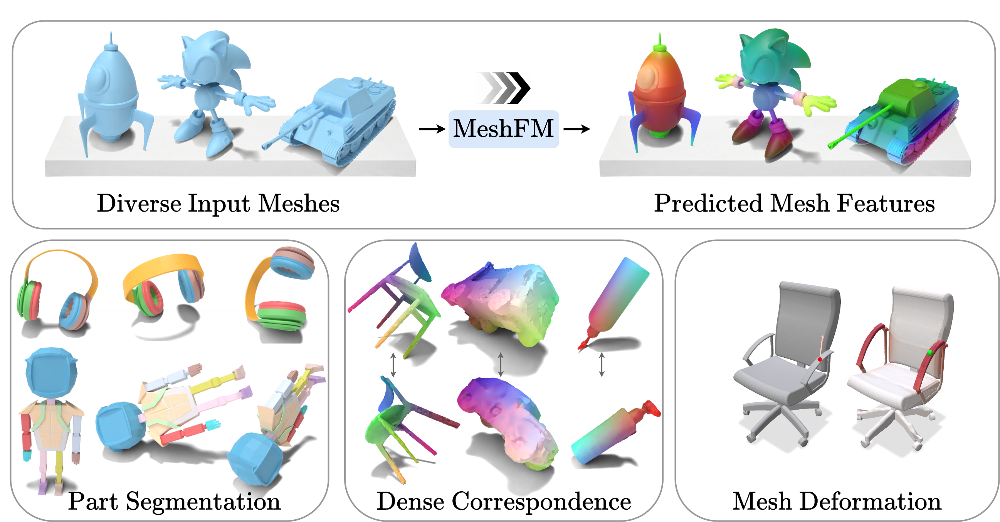 MeshFM
Diverse Input Meshes
Predicted Mesh Features
Part Segmentation
Dense Correspondence
Mesh Deformation